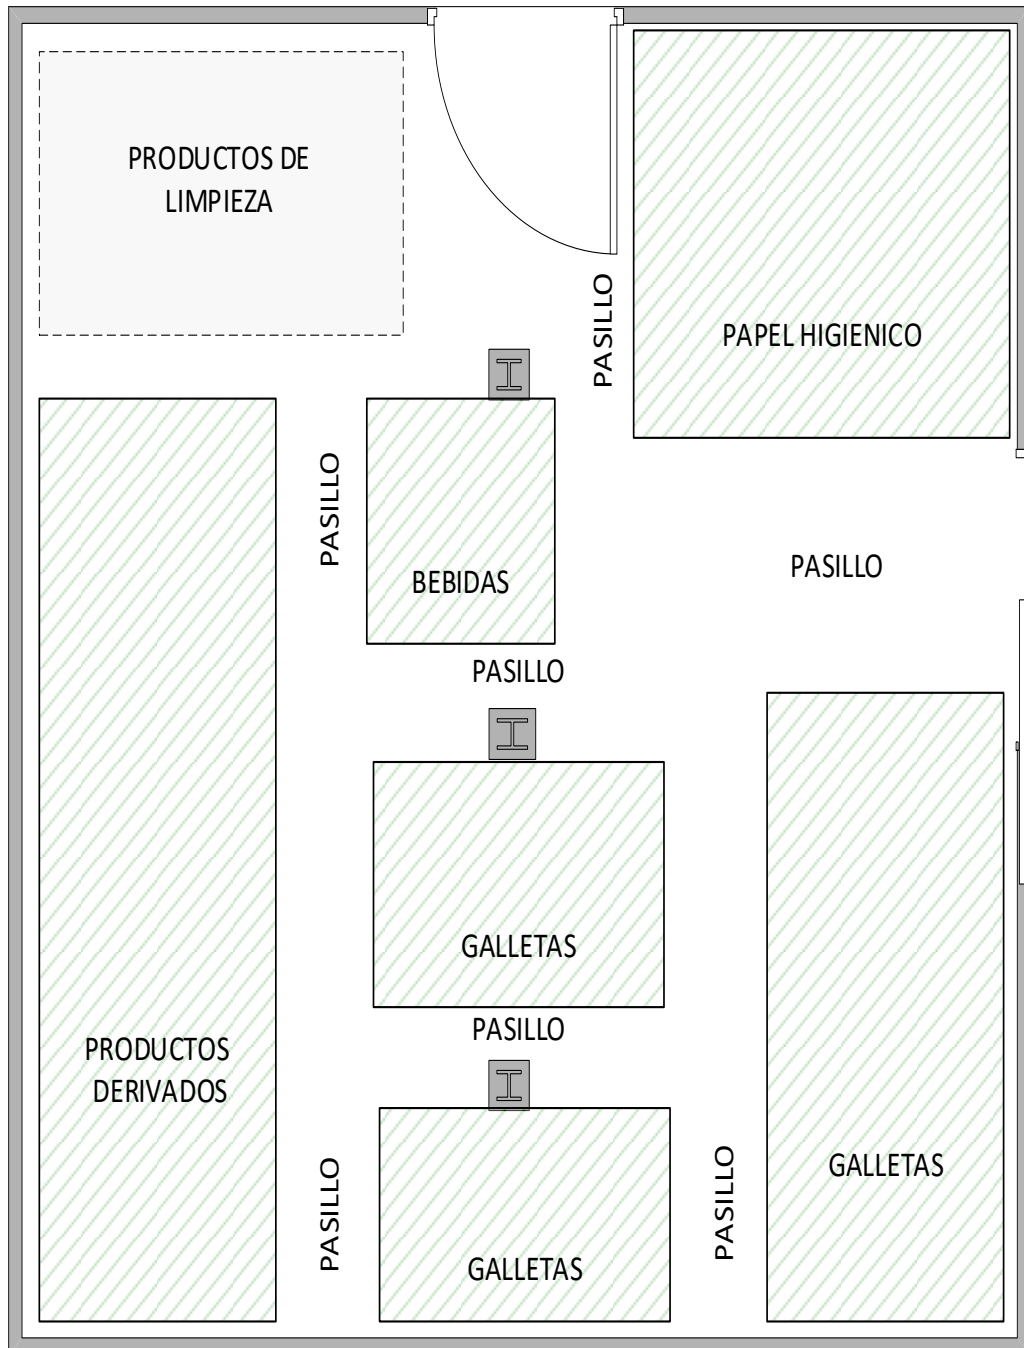 PRODUCTOS DE
LIMPIEZA
PASILLO
PAPEL HIGIENICO
PASILLO
BEBIDAS
PASILLO
PASILLO
GALLETAS
PASILLO
PRODUCTOS
DERIVADOS
PASILLO
GALLETAS
PASILLO
GALLETAS